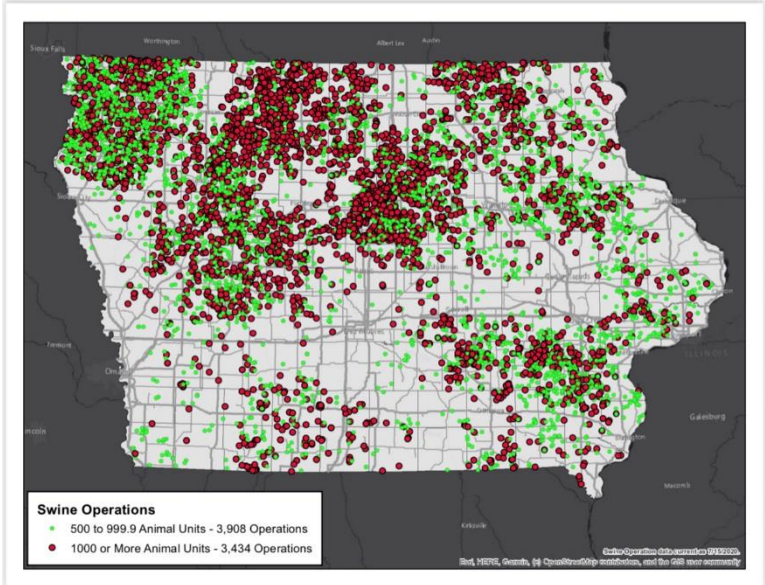 Sioux Falls
Worthington
Albert Lea
Austin
Dubuque
Fremont
ILLINOIS
Galesburg
Burlington
Macomb
Kirksville
Swine Operations
500 to 999.9 Animal Units - 3,908 Operations
1000 or More Animal Units - 3,434 Operations
Swine Operation data current as 7/15/2020.
Esri, HERE, Garmin, (c) OpenStreetMap contributors, and the GIS user community